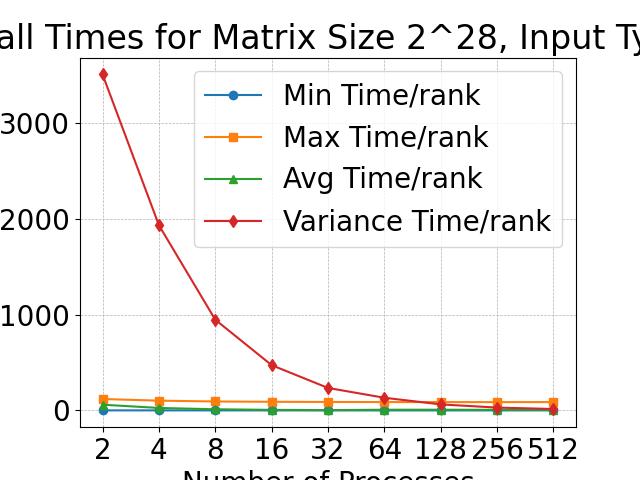 all Times for Matrix Size 2^28, Input Ty
3000
2000
1000
0
Min Time/rank
Max Time/rank
Avg Time/rank
Variance Time/rank
2 4 8 16 32 64 128 256 512
Number of Processes